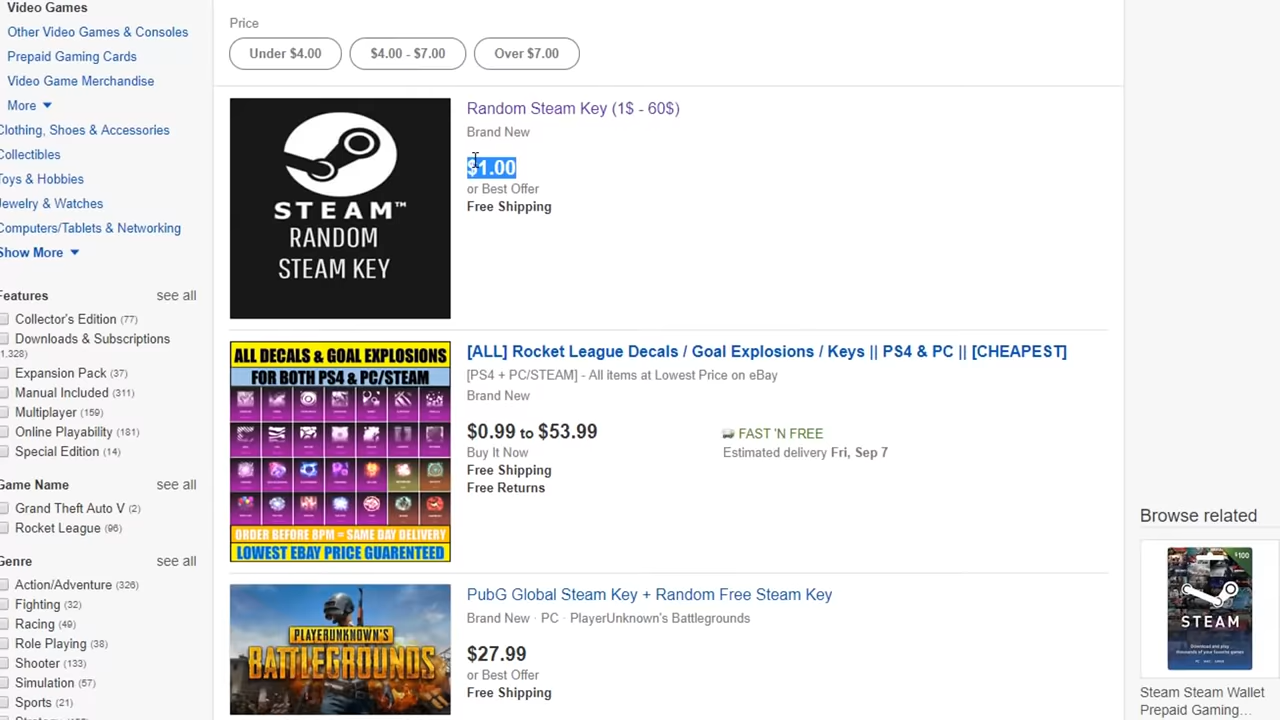 Video Games
Other Video Games & Consoles
Prepaid Gaming Cards
Video Game Merchandise
More
Clothing, Shoes & Accessories
Collectibles
Toys & Hobbies
Jewelry & Watches
Computers/Tablets & Networking
Show More
Features see all
Collector's Edition (77)
Downloads & Subscriptions
(1,328)
Expansion Pack (37)
Manual Included (311)
Multiplayer (159)
Online Playability (181)
Special Edition (14)
Game Name see all
Grand Theft Auto V (2)
Rocket League (96)
Genre see all
Action/Adventure (326)
Fighting (32)
Racing (49)
Role Playing (38)
Shooter (133)
Simulation (57)
Sports (21)
Price
Under $4.00 $4.00 - $7.00 Over $7.00
STEAM™
RANDOM
STEAM KEY
Random Steam Key (1$ - 60$)
Brand New
$1.00
or Best Offer
Free Shipping
ALL DECALS & GOAL EXPLOSIONS
FOR BOTH PS4 & PC/STEAM
ORDER BEFORE 8PM = SAME DAY DELIVERY
LOWEST EBAY PRICE GUARENTEED
[ALL] Rocket League Decals / Goal Explosions / Keys || PS4 & PC || [CHEAPEST]
[PS4 + PC/STEAM] - All items at Lowest Price on eBay
Brand New
$0.99 to $53.99
Buy It Now
Free Shipping
Free Returns
FAST 'N FREE
Estimated delivery Fri, Sep 7
PLAYERUNKNOWN'S
BATTLEGROUNDS
PubG Global Steam Key + Random Free Steam Key
Brand New · PC · PlayerUnknown's Battlegrounds
$27.99
or Best Offer
Free Shipping
Browse related
$100
STEAM
Steam Steam Wallet
Prepaid Gaming...